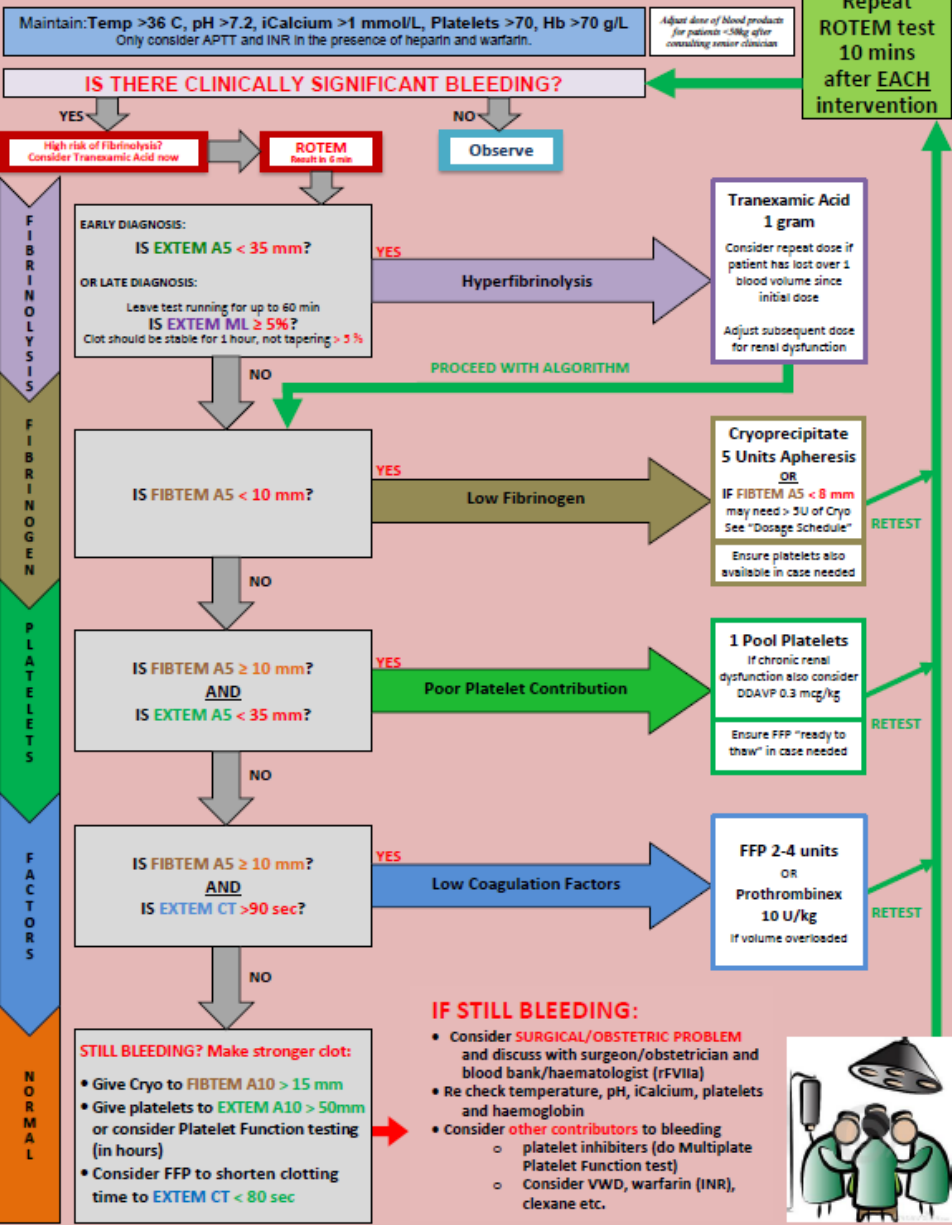 Maintain:Temp >36 C, pH >7.2, iCalcium >1 mmol/L, Platelets >70, Hb >70 g/L
Only consider APTT and INR in the presence of heparin and warfarin.
Adjust dose of blood products
for patients <50kg after
consulting senior clinician
Repeat
ROTEM test
10 mins
after EACH
intervention
IS THERE CLINICALLY SIGNIFICANT BLEEDING?
YES
NO
High risk of Fibrinolysis?
Consider Tranexamic Acid now
ROTEM
Result in 6 min
Observe
FIBRINOLYSIS
EARLY DIAGNOSIS:
IS EXTEM A5 < 35 mm?
OR LATE DIAGNOSIS:
Leave test running for up to 60 min
IS EXTEM ML ≥ 5%?
Clot should be stable for 1 hour, not tapering > 5 %
YES
Hyperfibrinolysis
Tranexamic Acid
1 gram
Consider repeat dose if
patient has lost over 1
blood volume since
initial dose
Adjust subsequent dose
for renal dysfunction
NO
PROCEED WITH ALGORITHM
FIBRINOGEN
IS FIBTEM A5 < 10 mm?
YES
Low Fibrinogen
Cryoprecipitate
5 Units Apheresis
OR
IF FIBTEM A5 < 8 mm
may need > 5U of Cryo
See "Dosage Schedule"
Ensure platelets also
available in case needed
RETEST
NO
PLATELETS
IS FIBTEM A5 ≥ 10 mm?
AND
IS EXTEM A5 < 35 mm?
YES
Poor Platelet Contribution
1 Pool Platelets
If chronic renal
dysfunction also consider
DDAVP 0.3 mcg/kg
Ensure FFP "ready to
thaw" in case needed
RETEST
NO
FACTORS
IS FIBTEM A5 ≥ 10 mm?
AND
IS EXTEM CT >90 sec?
YES
Low Coagulation Factors
FFP 2-4 units
OR
Prothrombinex
10 U/kg
If volume overloaded
RETEST
NO
NORMAL
STILL BLEEDING? Make stronger clot:
• Give Cryo to FIBTEM A10 > 15 mm
• Give platelets to EXTEM A10 > 50mm
or consider Platelet Function testing
(in hours)
• Consider FFP to shorten clotting
time to EXTEM CT < 80 sec
IF STILL BLEEDING:
• Consider SURGICAL/OBSTETRIC PROBLEM
and discuss with surgeon/obstetrician and
blood bank/haematologist (rFVIIa)
• Re check temperature, pH, iCalcium, platelets
and haemoglobin
• Consider other contributors to bleeding
o platelet inhibiters (do Multiplate
Platelet Function test)
o Consider VWD, warfarin (INR),
clexane etc.